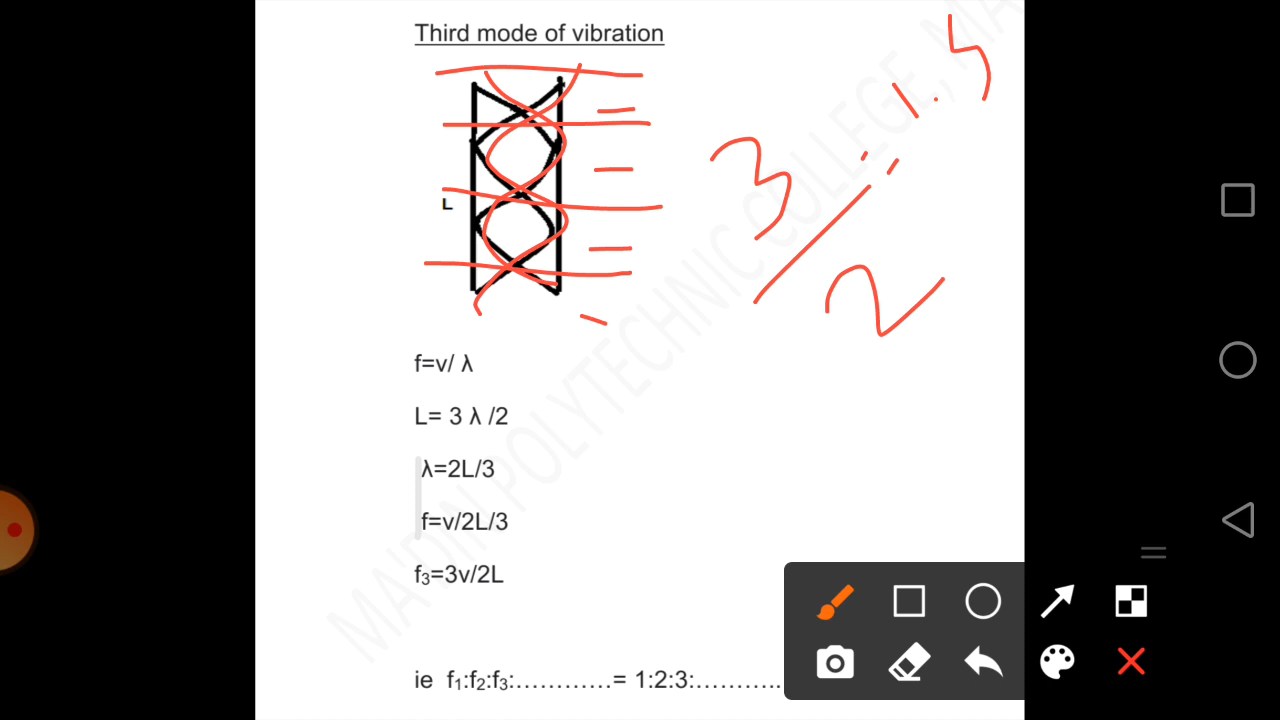 Third mode of vibration
L
3/2 = 1.5
f=v/ λ
L= 3 λ /2
λ=2L/3
f=v/2L/3
f₃=3v/2L
ie f₁:f₂:f₃:............= 1:2:3:...........
MADIN POLYTECHNIC COLLEGE, MA